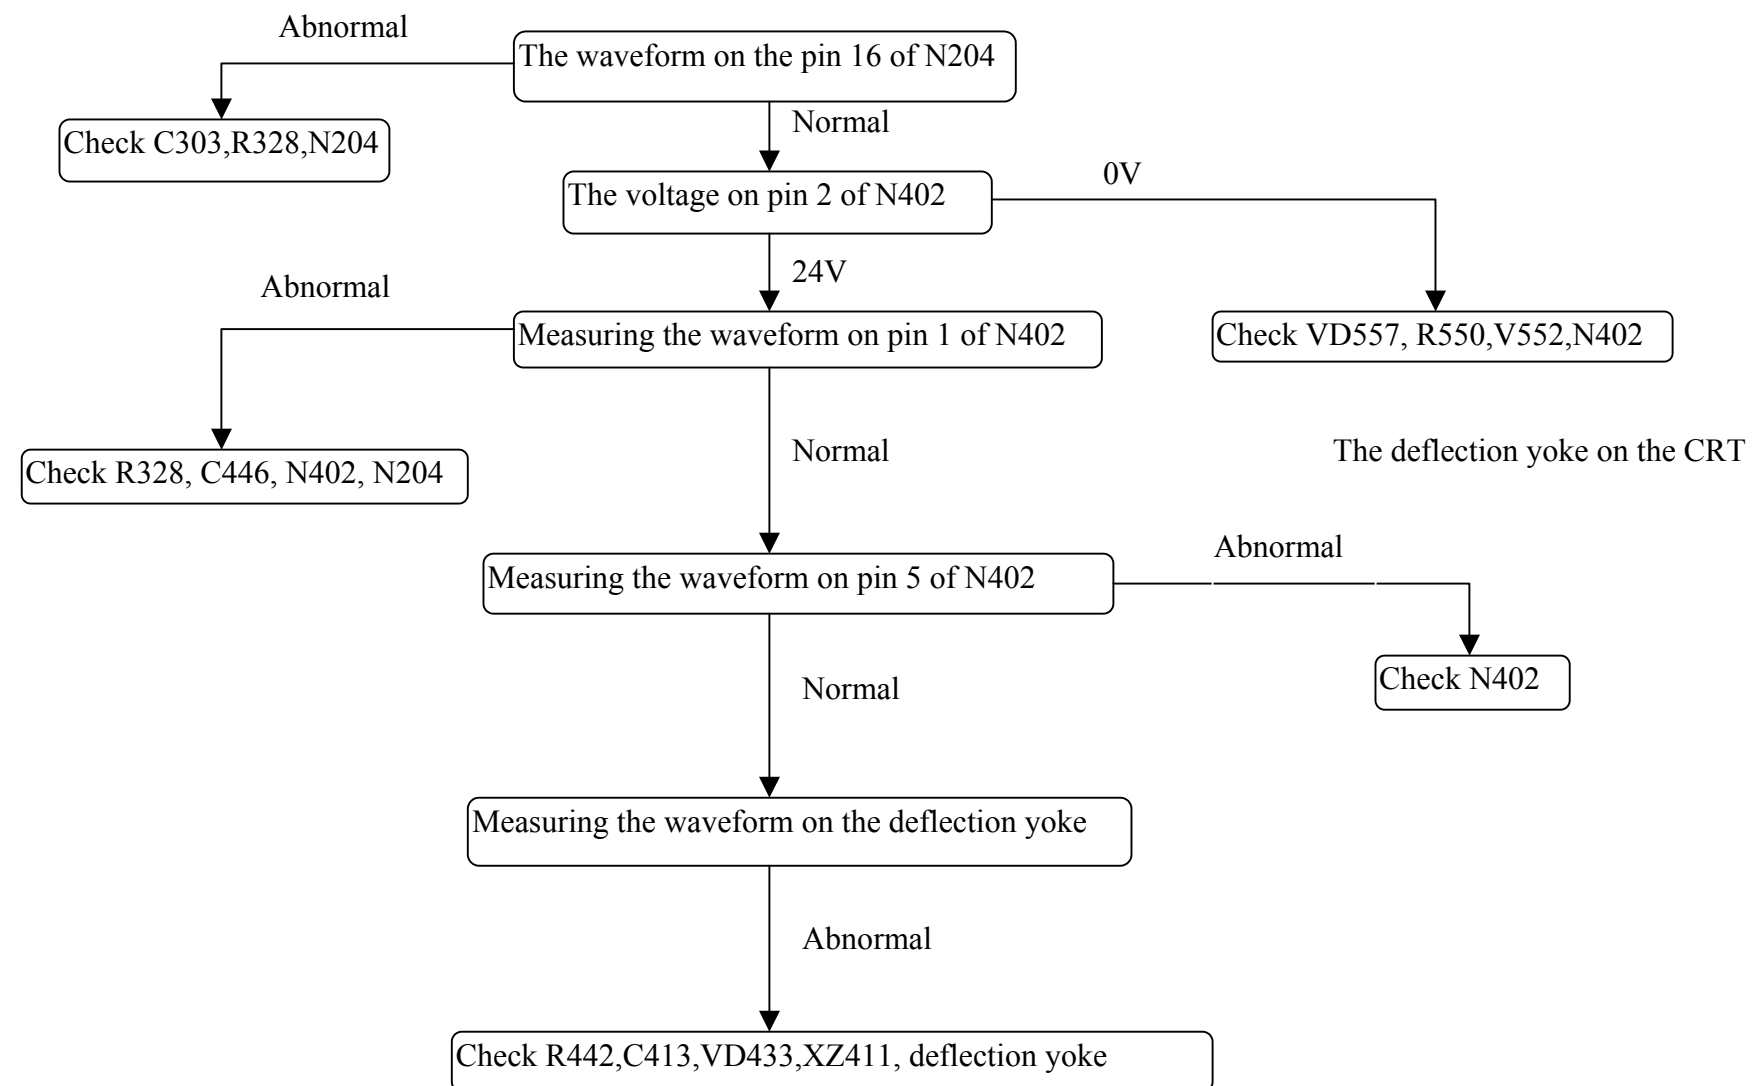 Abnormal
The waveform on the pin 16 of N204
Normal
Check C303,R328,N204
0V
The voltage on pin 2 of N402
24V
Abnormal
Measuring the waveform on pin 1 of N402
Check VD557, R550,V552,N402
Normal
The deflection yoke on the CRT
Check R328, C446, N402, N204
Abnormal
Measuring the waveform on pin 5 of N402
Normal
Check N402
Measuring the waveform on the deflection yoke
Abnormal
Check R442,C413,VD433,XZ411, deflection yoke